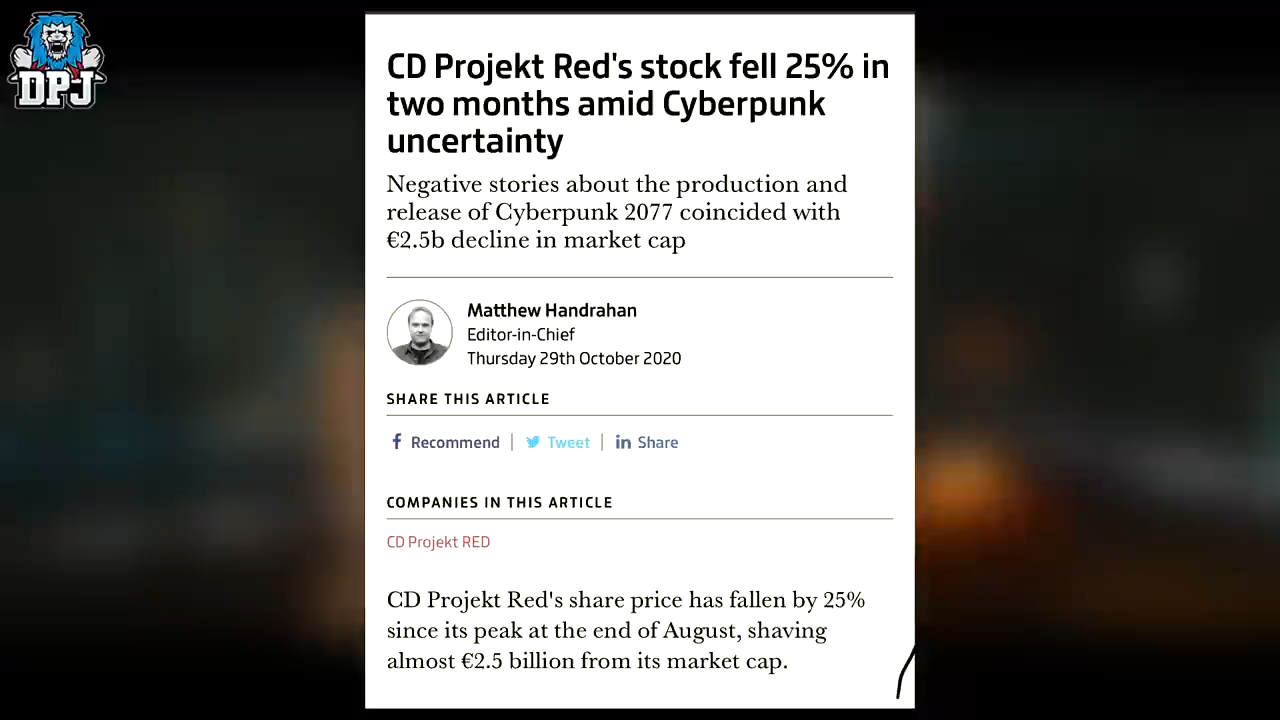 DPJ
CD Projekt Red's stock fell 25% in
two months amid Cyberpunk
uncertainty
Negative stories about the production and
release of Cyberpunk 2077 coincided with
€2.5b decline in market cap
Matthew Handrahan
Editor-in-Chief
Thursday 29th October 2020
SHARE THIS ARTICLE
Recommend | Tweet | in Share
COMPANIES IN THIS ARTICLE
CD Projekt RED
CD Projekt Red's share price has fallen by 25%
since its peak at the end of August, shaving
almost €2.5 billion from its market cap.